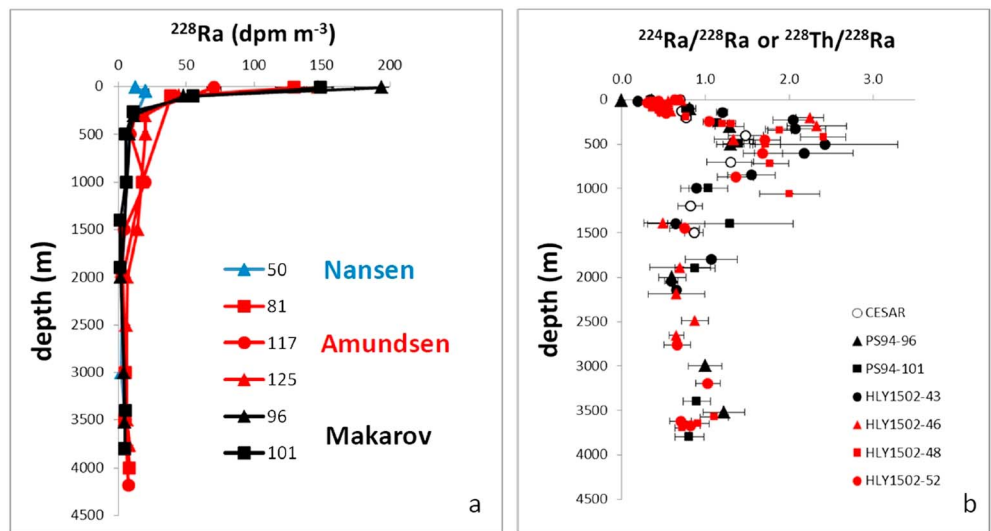 ²²⁸Ra (dpm m⁻³)
0 50 100 150 200
0
500
1000
1500
2000
2500
3000
3500
4000
4500
depth (m)
50 Nansen
81
117 Amundsen
125
96
101
Makarov
a
²²⁴Ra/²²⁸Ra or ²²⁸Th/²²⁸Ra
0.0 1.0 2.0 3.0
0
500
1000
1500
2000
2500
3000
3500
4000
4500
depth (m)
CESAR
PS94-96
PS94-101
HLY1502-43
HLY1502-46
HLY1502-48
HLY1502-52
b